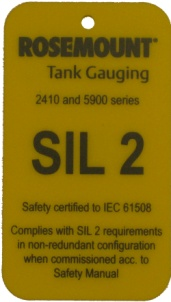 ROSEMOUNT®
Tank Gauging
2410 and 5900 series
SIL 2
Safety certified to IEC 61508
Complies with SIL 2 requirements
in non-redundant configuration
when commissioned acc. to
Safety Manual